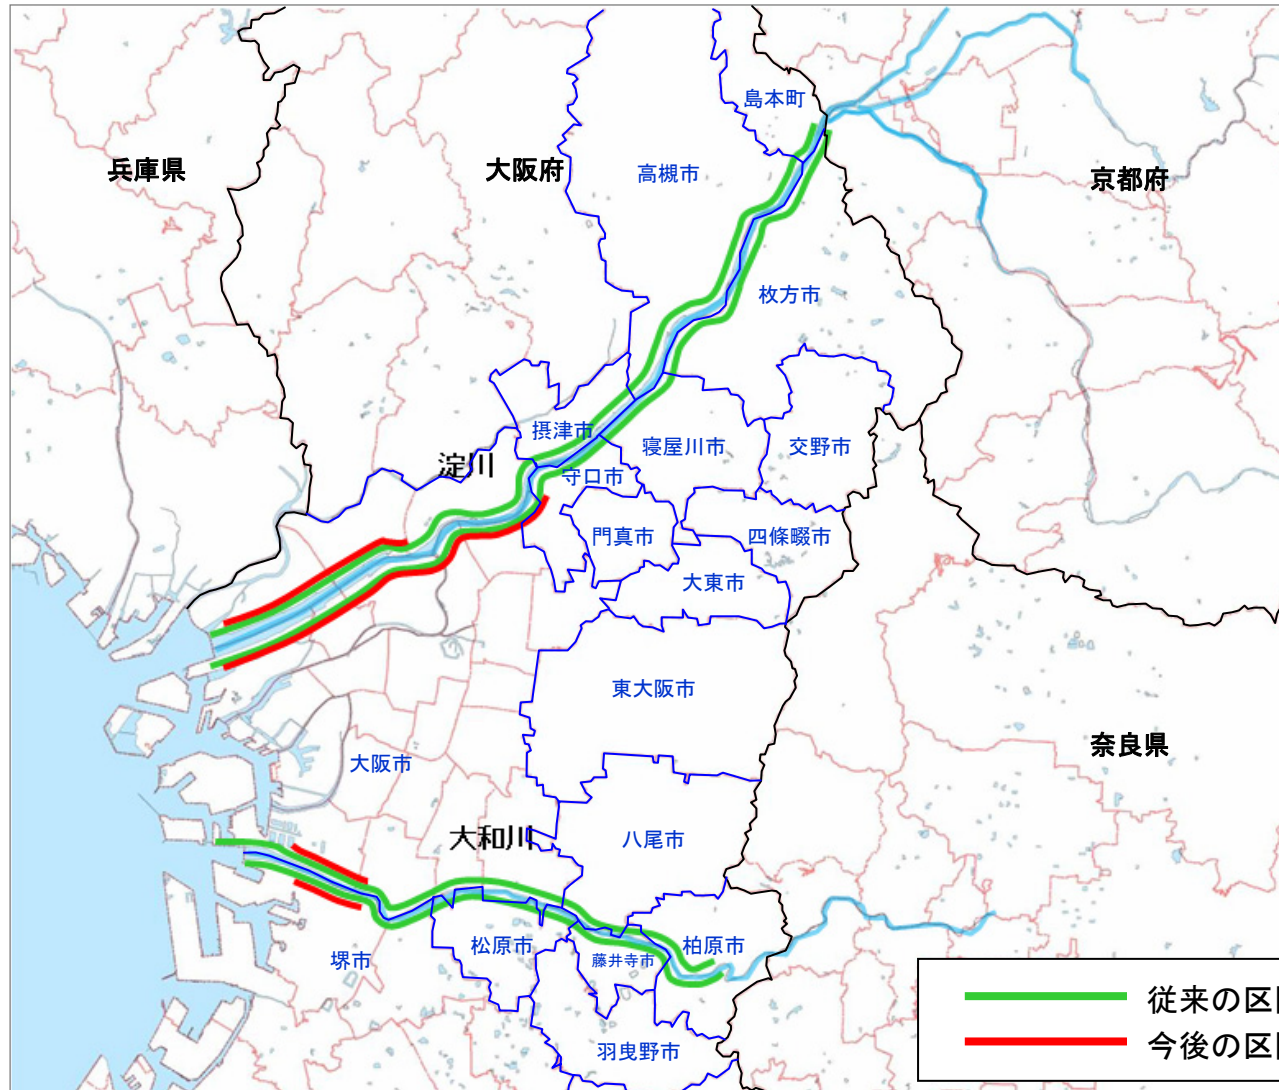 島本町
兵庫県
大阪府
高槻市
京都府
枚方市
摂津市
寝屋川市
交野市
淀川
守口市
門真市
四條畷市
大東市
東大阪市
奈良県
大阪市
大和川
八尾市
堺市
松原市
藤井寺市
柏原市
従来の区
今後の区
羽曳野市